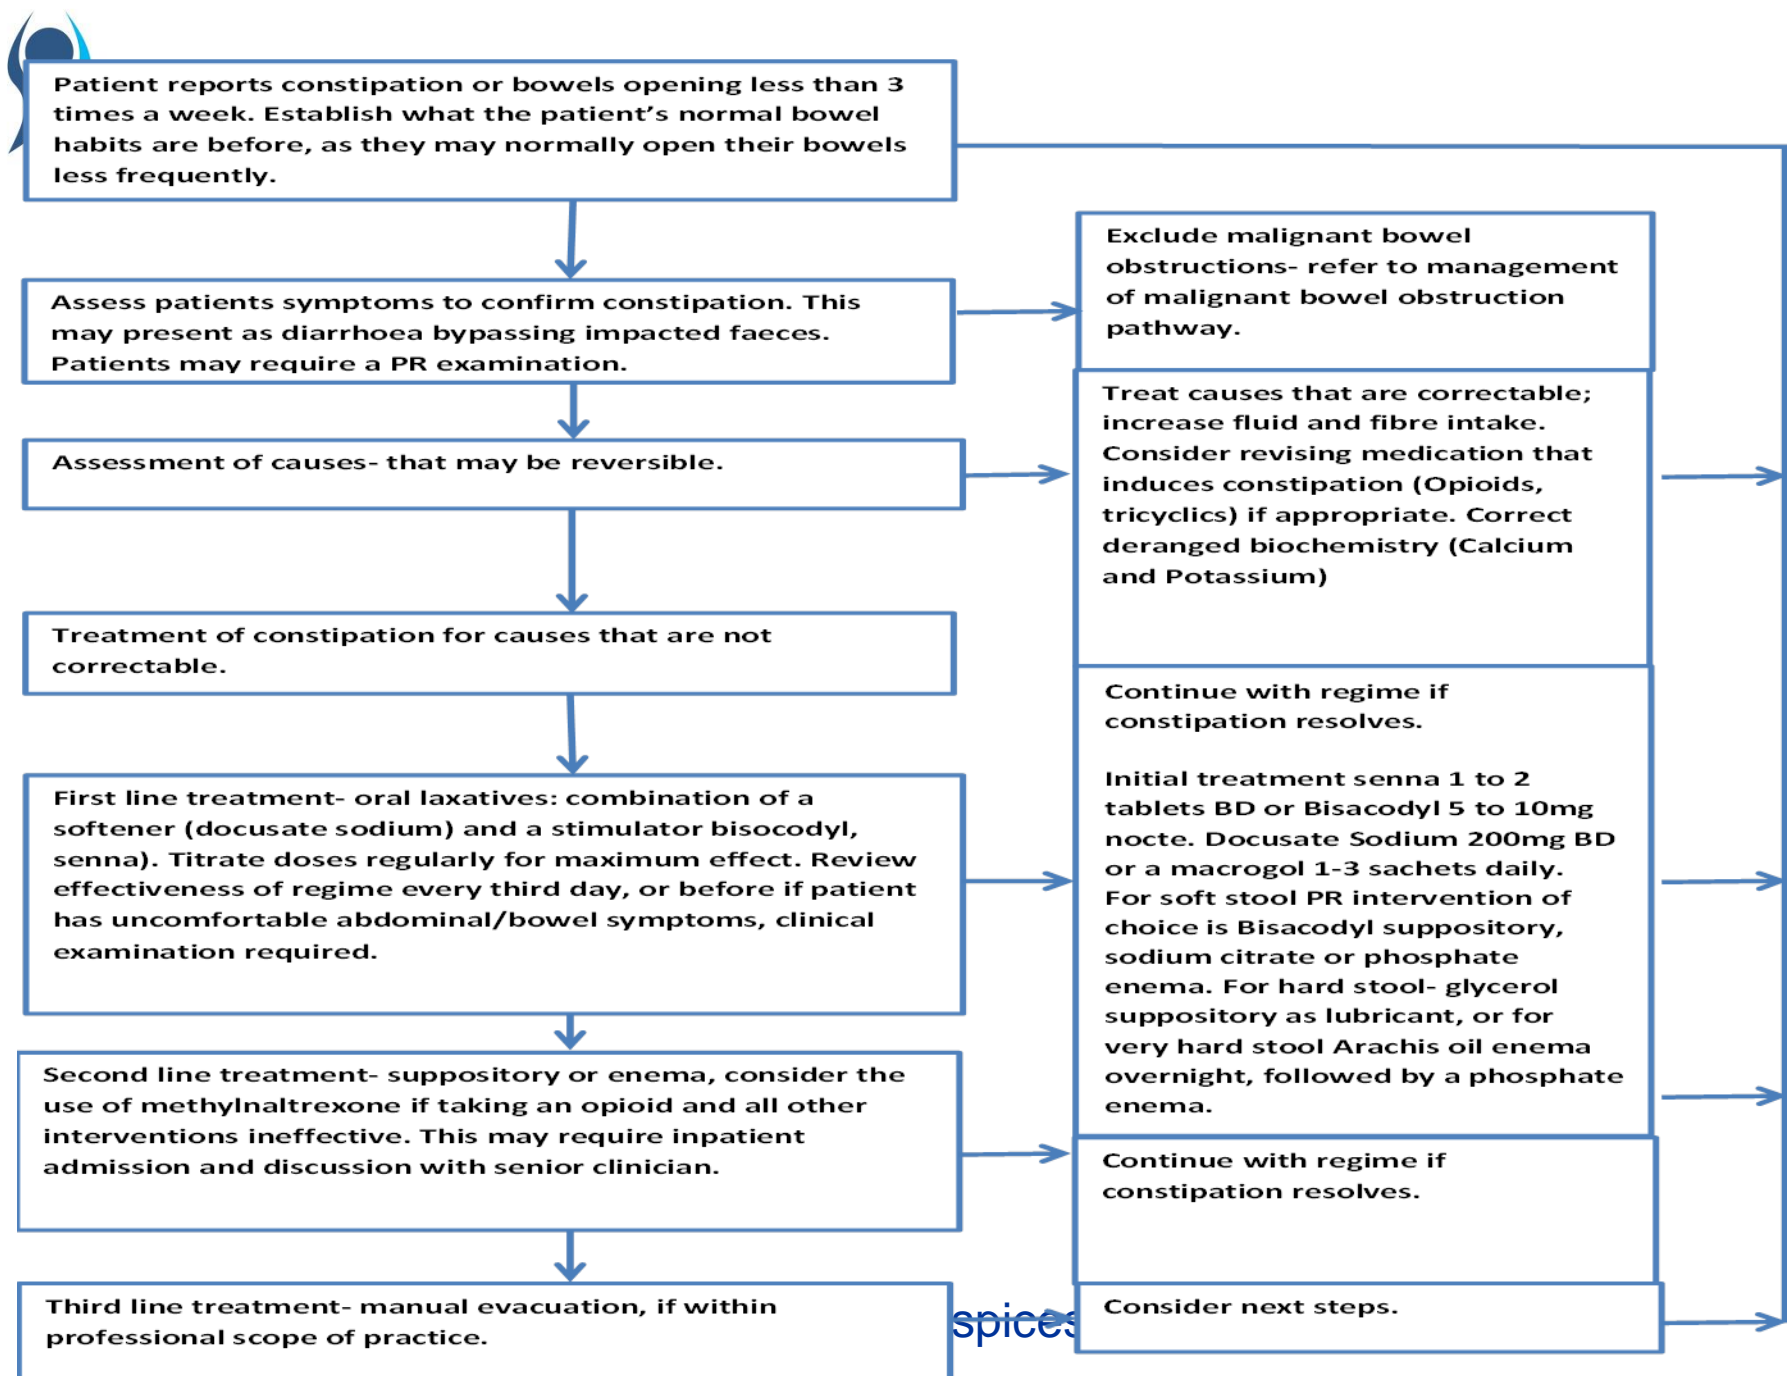 Patient reports constipation or bowels opening less than 3
times a week. Establish what the patient’s normal bowel
habits are before, as they may normally open their bowels
less frequently.
Assess patients symptoms to confirm constipation. This
may present as diarrhoea bypassing impacted faeces.
Patients may require a PR examination.
Exclude malignant bowel
obstructions- refer to management
of malignant bowel obstruction
pathway.
Assessment of causes- that may be reversible.
Treat causes that are correctable;
increase fluid and fibre intake.
Consider revising medication that
induces constipation (Opioids,
tricyclics) if appropriate. Correct
deranged biochemistry (Calcium
and Potassium)
Treatment of constipation for causes that are not
correctable.
First line treatment- oral laxatives: combination of a
softener (docusate sodium) and a stimulator bisocodyl,
senna). Titrate doses regularly for maximum effect. Review
effectiveness of regime every third day, or before if patient
has uncomfortable abdominal/bowel symptoms, clinical
examination required.
Continue with regime if
constipation resolves.
Initial treatment senna 1 to 2
tablets BD or Bisacodyl 5 to 10mg
nocte. Docusate Sodium 200mg BD
or a macrogol 1-3 sachets daily.
For soft stool PR intervention of
choice is Bisacodyl suppository,
sodium citrate or phosphate
enema. For hard stool- glycerol
suppository as lubricant, or for
very hard stool Arachis oil enema
overnight, followed by a phosphate
enema.
Second line treatment- suppository or enema, consider the
use of methylnaltrexone if taking an opioid and all other
interventions ineffective. This may require inpatient
admission and discussion with senior clinician.
Continue with regime if
constipation resolves.
Third line treatment- manual evacuation, if within
professional scope of practice.
spices
Consider next steps.